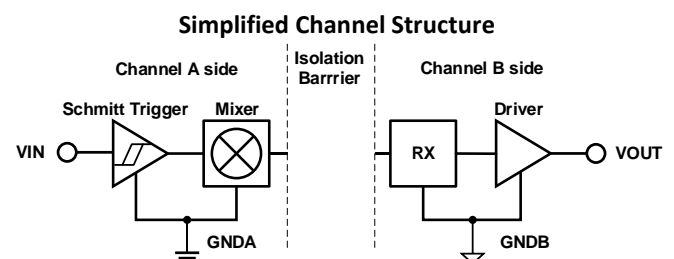 Simplified Channel Structure
Isolation
Barrrier
Channel A side
Channel B side
Schmitt Trigger
Mixer
Driver
VIN
RX
VOUT
GNDA
GNDB